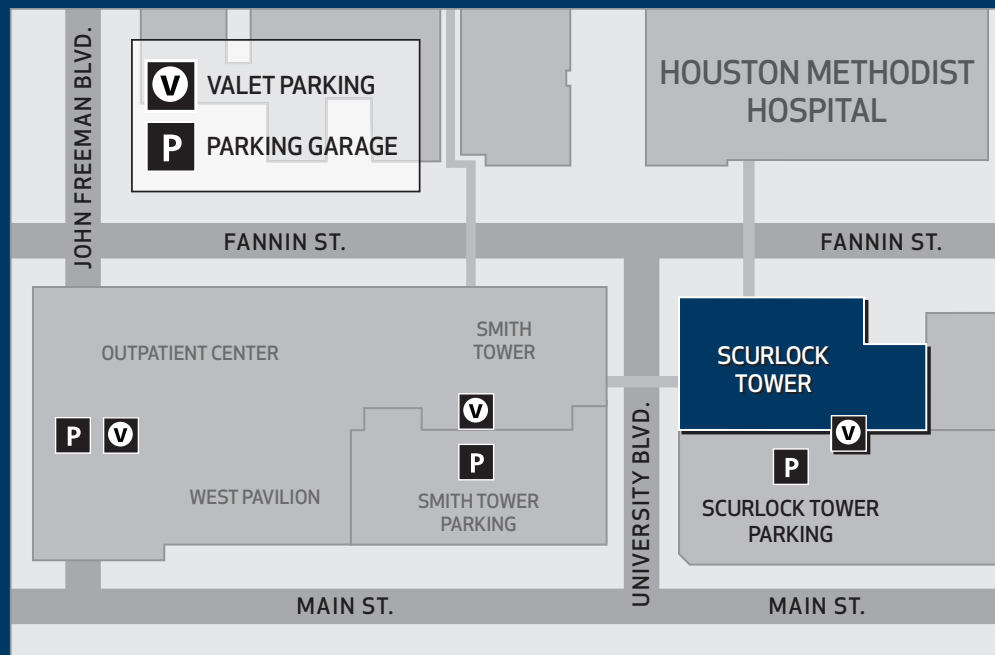 JOHN FREEMAN BLVD.
V VALET PARKING
P PARKING GARAGE
HOUSTON METHODIST
HOSPITAL
FANNIN ST.
FANNIN ST.
OUTPATIENT CENTER
SMITH
TOWER
SCURLOCK
TOWER
P V
V
P
V
P
WEST PAVILION
SMITH TOWER
PARKING
UNIVERSITY BLVD.
SCURLOCK TOWER
PARKING
MAIN ST.
MAIN ST.